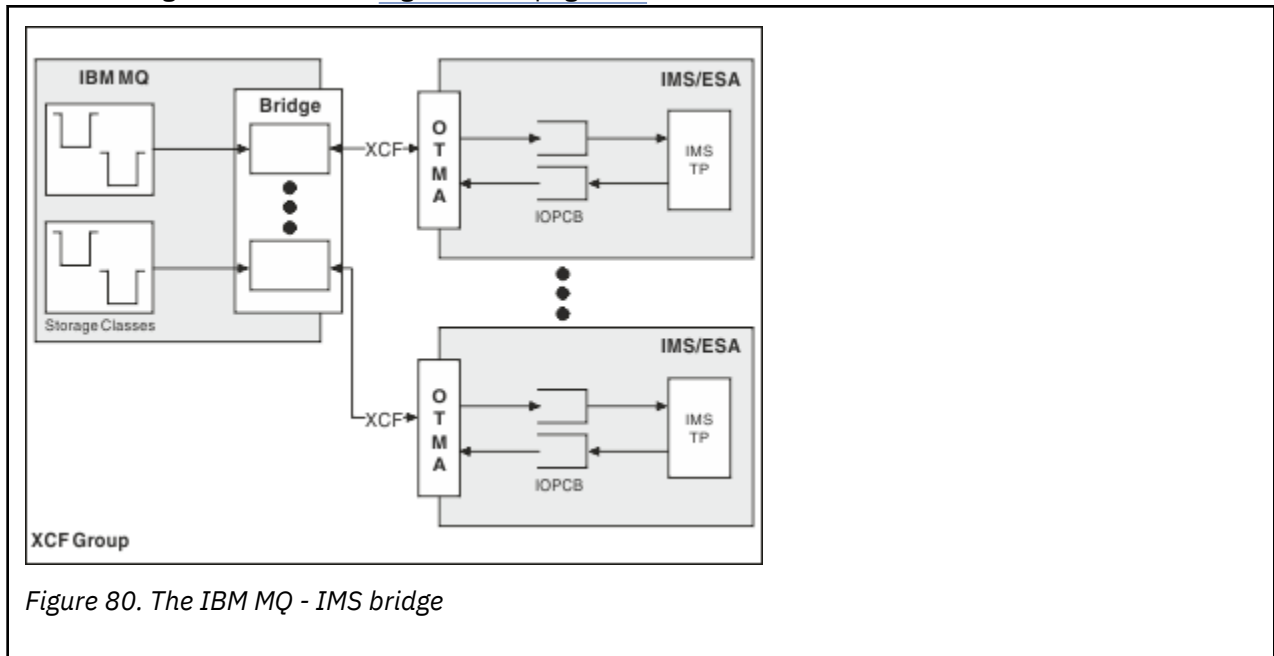 IBM MQ
Bridge
Storage Classes
XCF
XCF
IMS/ESA
O
T
M
A
IMS
TP
IOPCB
IMS/ESA
O
T
M
A
IMS
TP
IOPCB
XCF Group
Figure 80. The IBM MQ - IMS bridge